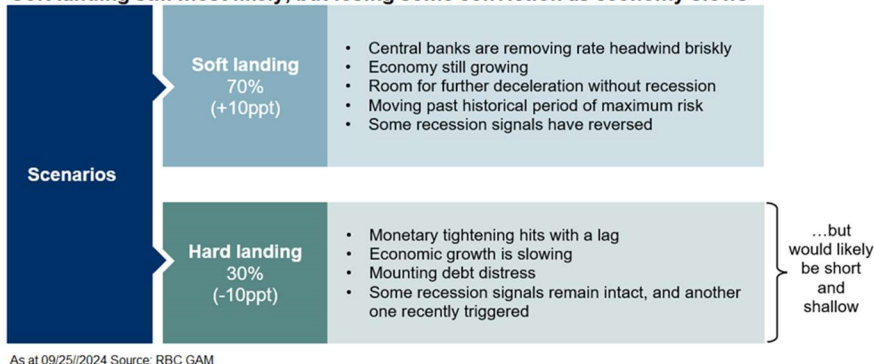 Scenarios
Soft landing
70%
(+10ppt)
• Central banks are removing rate headwind briskly
• Economy still growing
• Room for further deceleration without recession
• Moving past historical period of maximum risk
• Some recession signals have reversed
Hard landing
30%
(-10ppt)
• Monetary tightening hits with a lag
• Economic growth is slowing
• Mounting debt distress
• Some recession signals remain intact, and another
one recently triggered
…but
would likely
be short
and
shallow
As at 09/25//2024 Source: RBC GAM